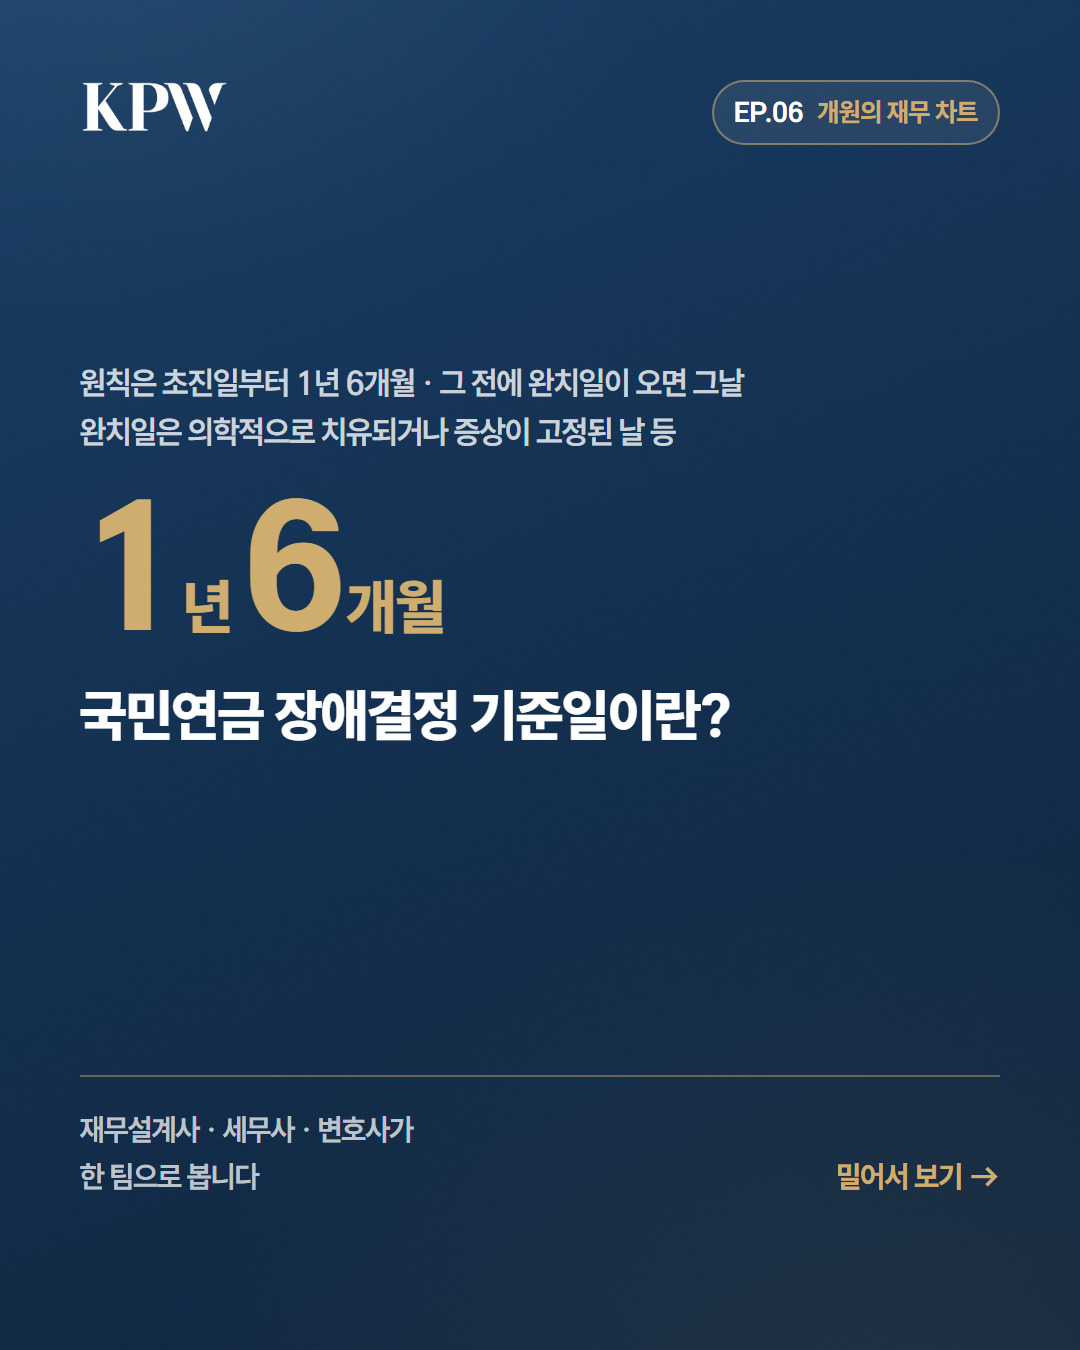 KPW
EP.06 개원의 재무 차트
원칙은 초진일부터 1년 6개월 · 그 전에 완치일이 오면 그날
완치일은 의학적으로 치유되거나 증상이 고정된 날 등
1년 6개월
국민연금 장애결정 기준일이란?
재무설계사 · 세무사 · 변호사가
한 팀으로 봅니다
밀어서 보기 →